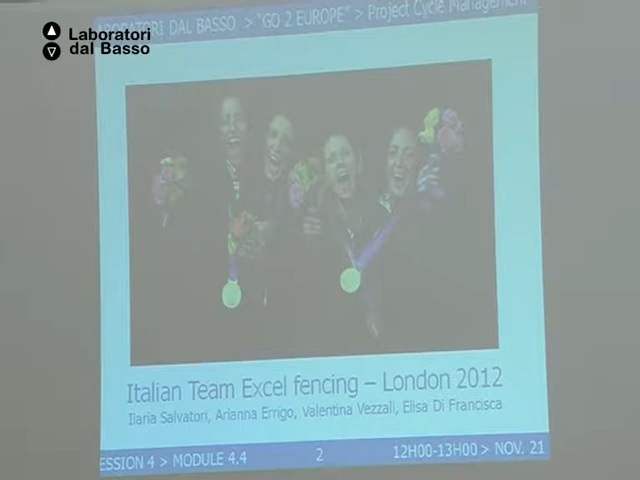 Laboratori
dal Basso
LABORATORI DAL BASSO > "GO 2 EUROPE" > Project Cycle Management
Italian Team Excel fencing – London 2012
Ilaria Salvatori, Arianna Errigo, Valentina Vezzali, Elisa Di Francisca
ESSION 4 > MODULE 4.4 2 12H00-13H00 > NOV. 21